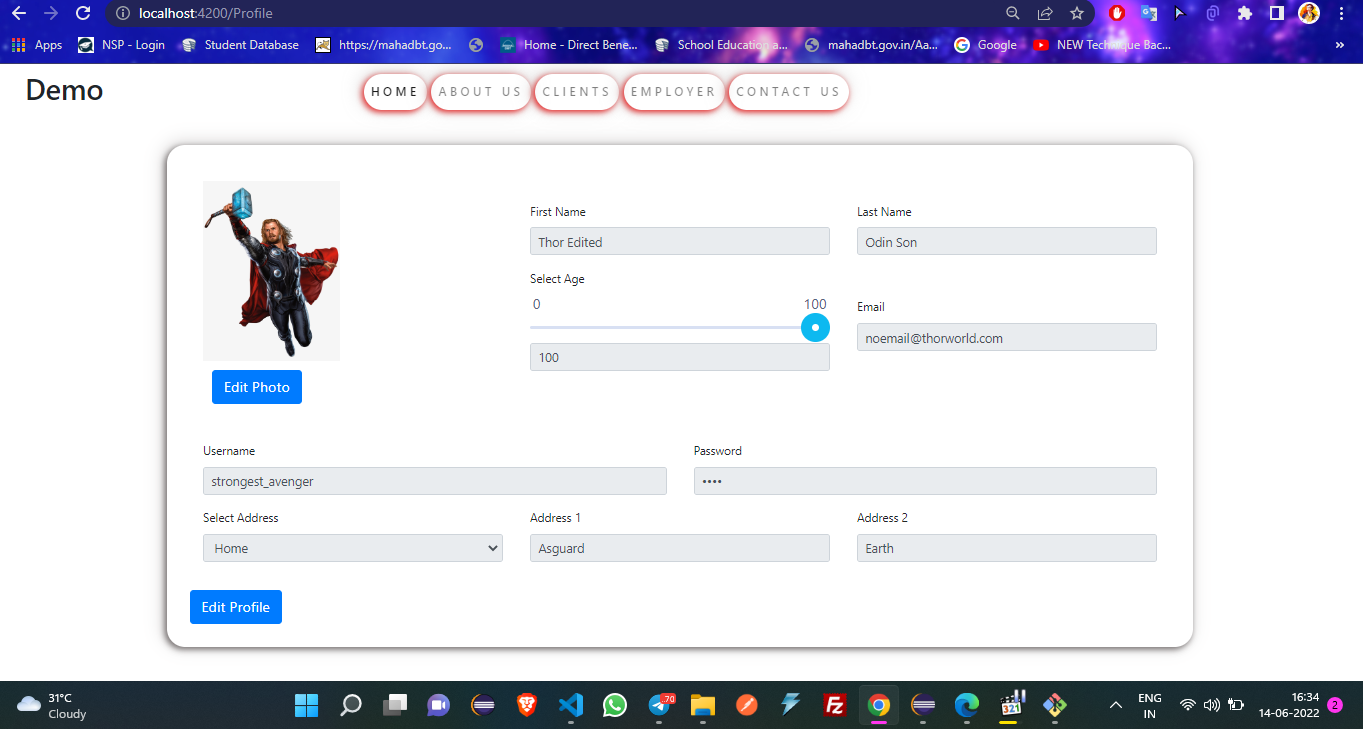 localhost:4200/Profile
Apps NSP - Login Student Database https://mahadbt.go... Home - Direct Bene... School Education a... mahadbt.gov.in/Aa... Google NEW Technique Bac... »
Demo HOME ABOUT US CLIENTS EMPLOYER CONTACT US
First Name Last Name
Thor Edited Odin Son
Select Age
0 100
Email
noemail@thorworld.com
100
Edit Photo
Username Password
strongest_avenger ••••
Select Address Address 1 Address 2
Home Asguard Earth
Edit Profile
31°C
Cloudy
70
Fz
321
ENG
IN
16:34
14-06-2022
2